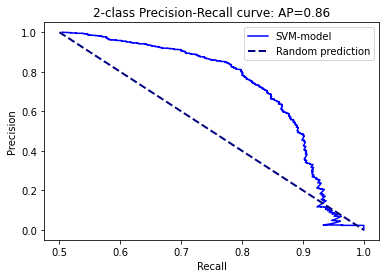 2-class Precision-Recall curve: AP=0.86
SVM-model
Random prediction
Precision
1.0
0.8
0.6
0.4
0.2
0.0
0.5 0.6 0.7 0.8 0.9 1.0
Recall